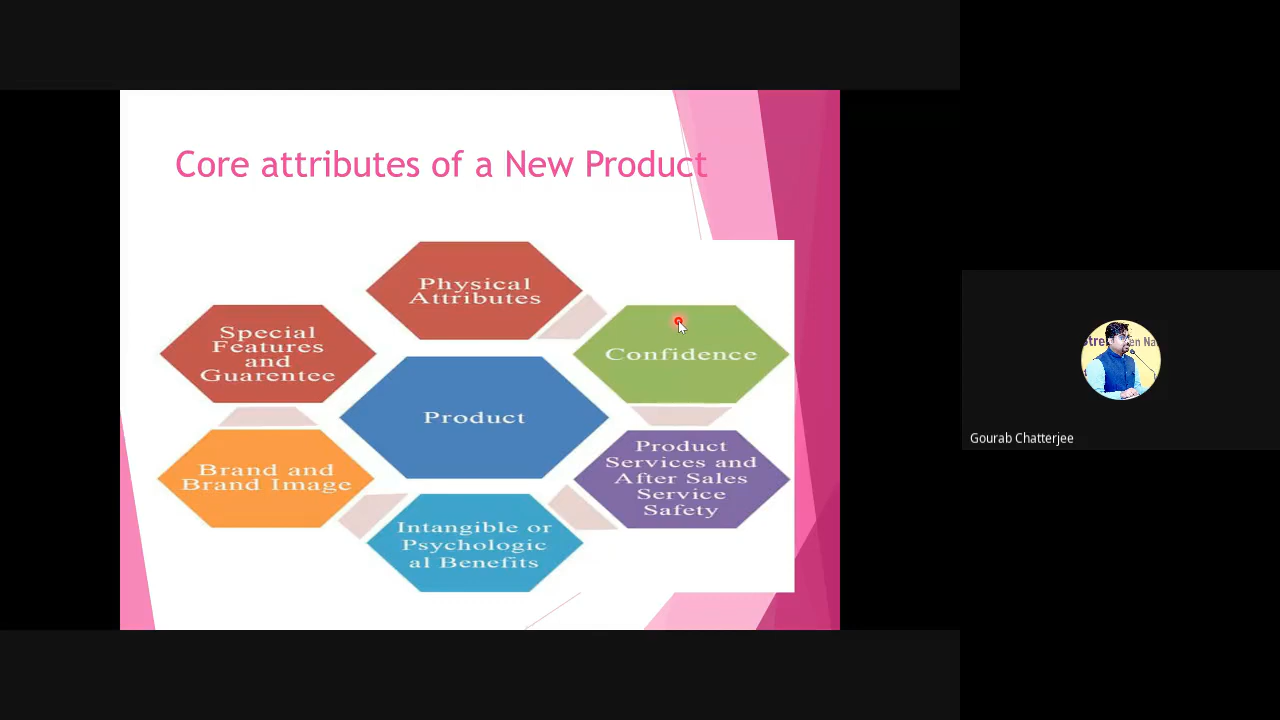 Core attributes of a New Product
Physical
Attributes
Confidence
Product
Services and
After Sales
Service
Safety
Intangible or
Psychologic
al Benefits
Brand and
Brand Image
Special
Features
and
Guarentee
Product
Gourab Chatterjee